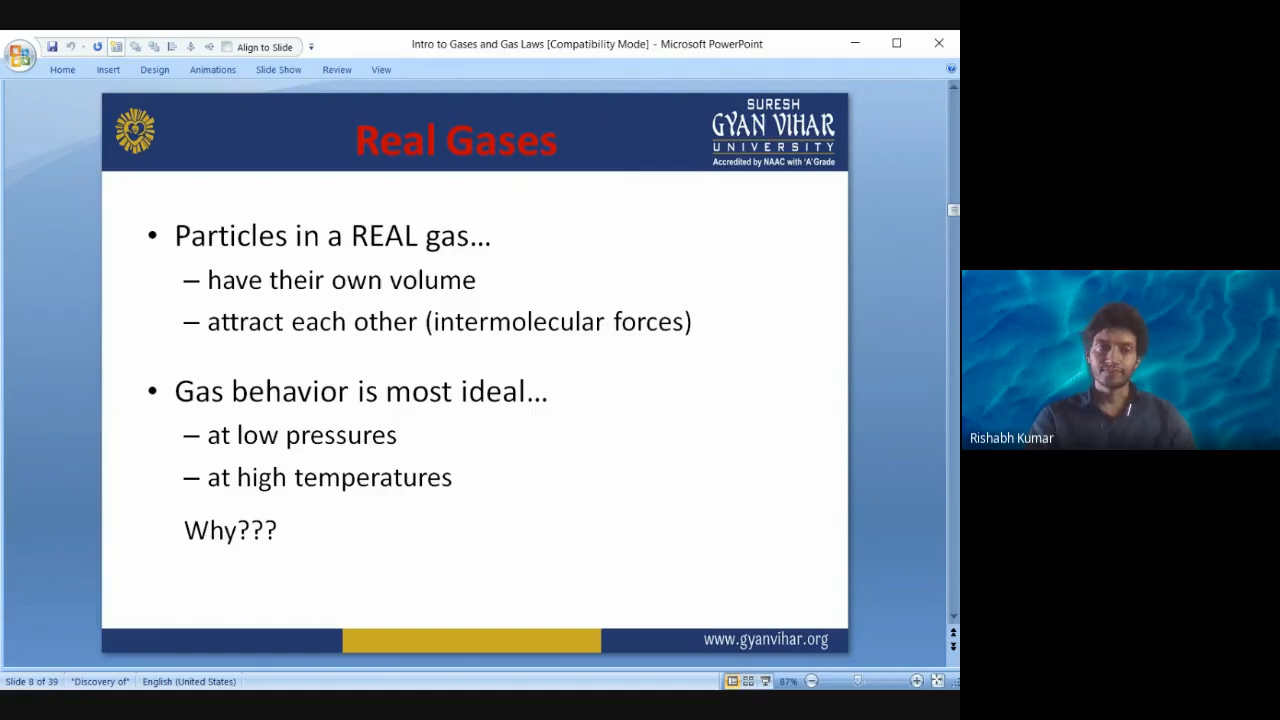 Align to Slide
Intro to Gases and Gas Laws [Compatibility Mode] - Microsoft PowerPoint
Home Insert Design Animations Slide Show Review View
Real Gases
SURESH
GYAN VIHAR
UNIVERSITY
Accredited by NAAC with 'A' Grade
• Particles in a REAL gas...
– have their own volume
– attract each other (intermolecular forces)
• Gas behavior is most ideal...
– at low pressures
– at high temperatures
Why???
www.gyanvihar.org
Rishabh Kumar
Slide 8 of 39 "Discovery of" English (United States) 87%